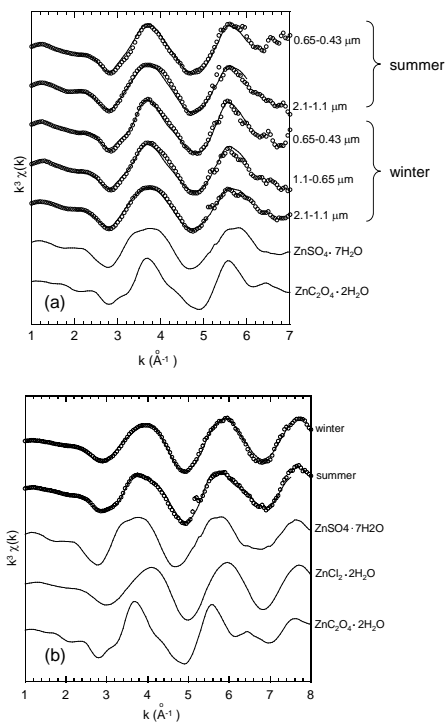 0.65-0.43 μm
summer
2.1-1.1 μm
0.65-0.43 μm
1.1-0.65 μm
winter
2.1-1.1 μm
ZnSO₄· 7H₂O
ZnC₂O₄· 2H₂O
k³ χ(k)
(a)
1 2 3 4 5 6 7
k (Å⁻¹)
winter
summer
ZnSO4· 7H2O
ZnCl₂· 2H₂O
ZnC₂O₄· 2H₂O
k³ χ(k)
(b)
1 2 3 4 5 6 7 8
k (Å⁻¹)